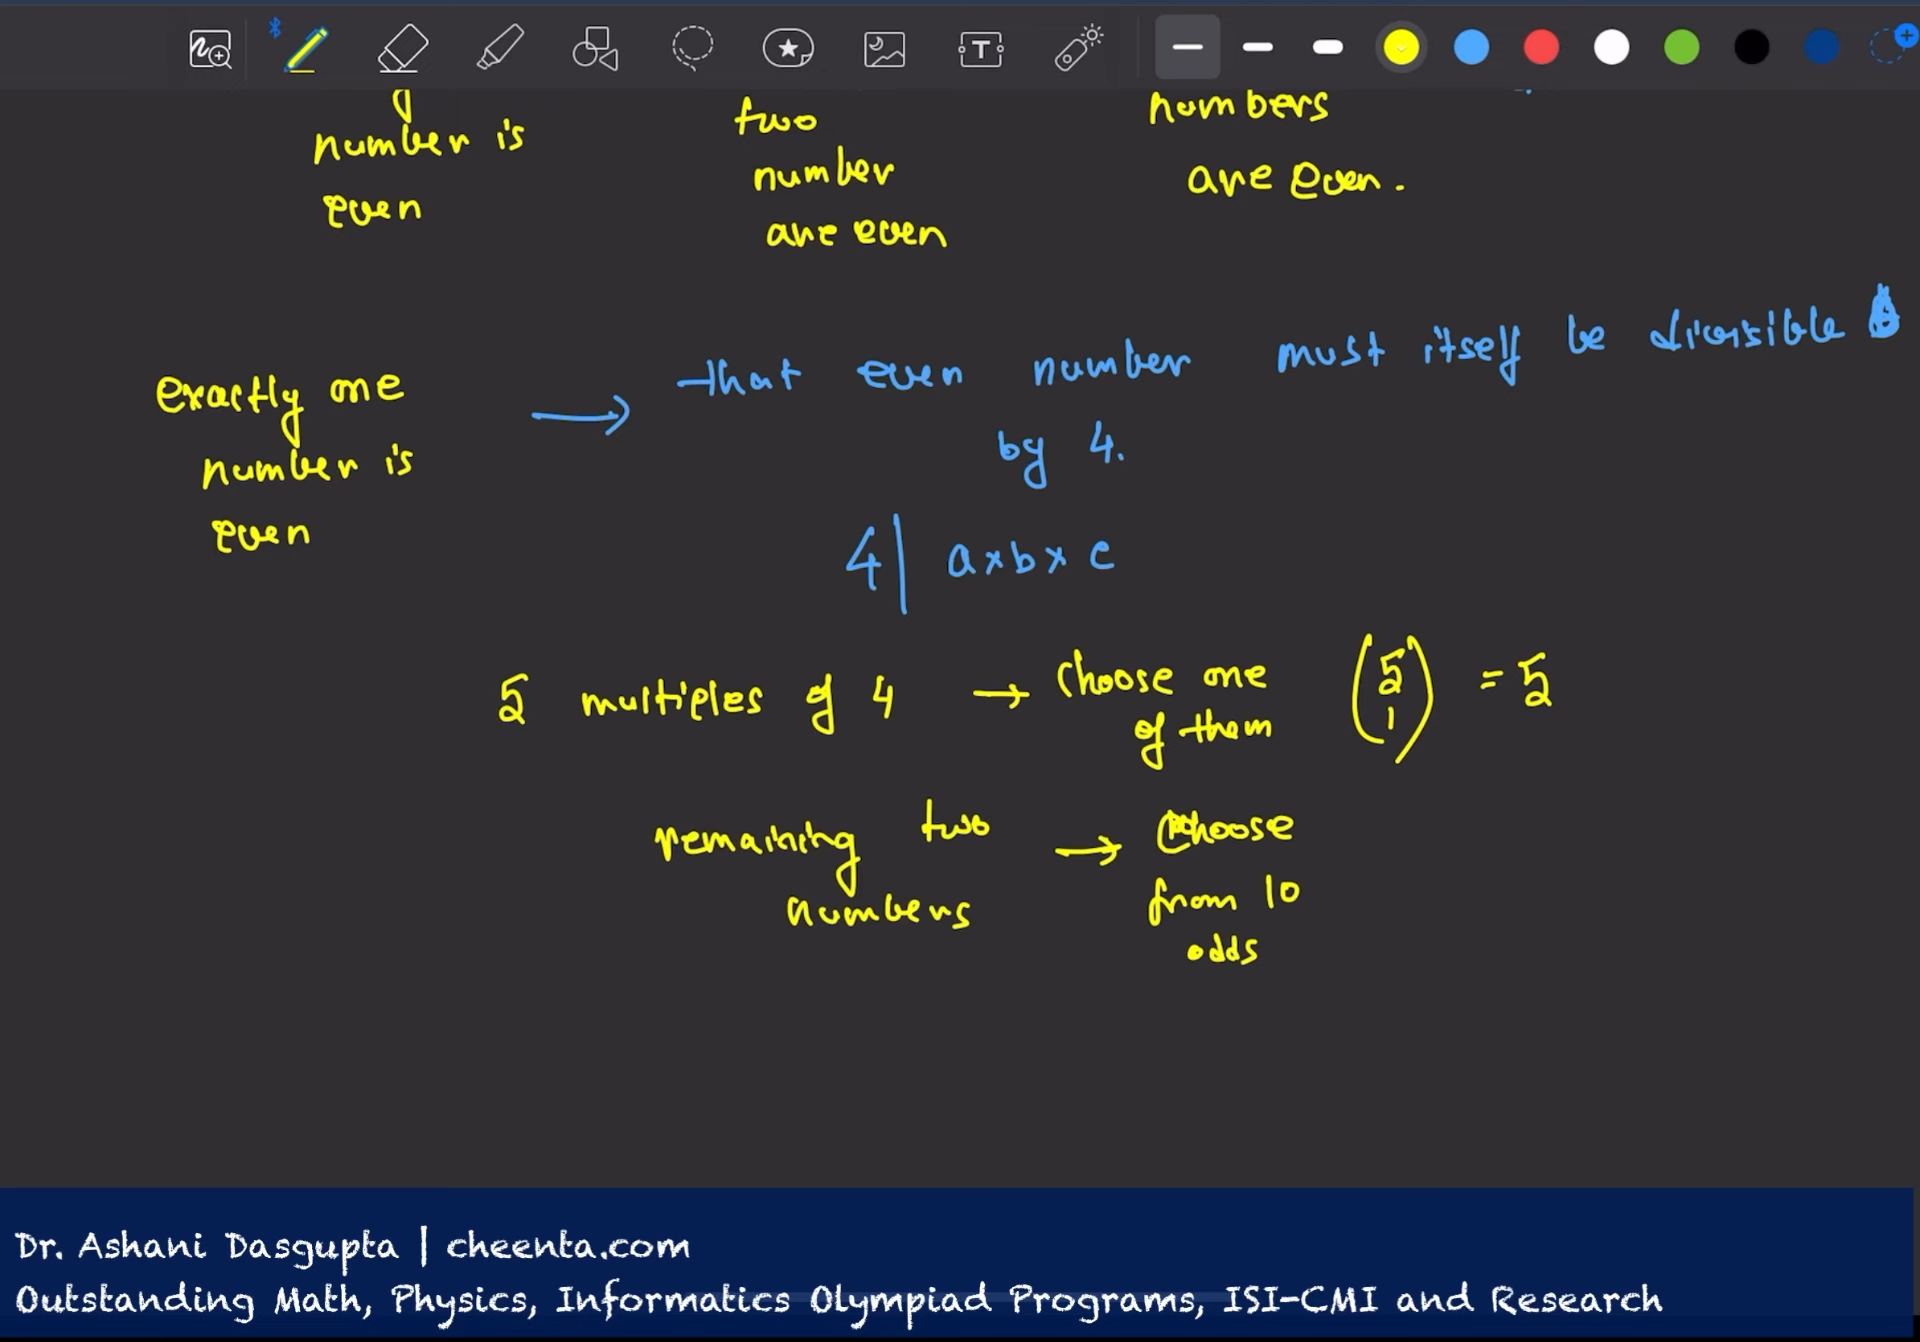 number is
even
two
number
are even
numbers
are even.
exactly one
number is
even
→ that even number must itself be divisible
by 4.
4 | a×b×c
5 multiples of 4 → Choose one of them (5 1) = 5
remaining two
numbers
→ Choose
from 10
odds
Dr. Ashani Dasgupta | cheenta.com
Outstanding Math, Physics, Informatics Olympiad Programs, ISI-CMI and Research